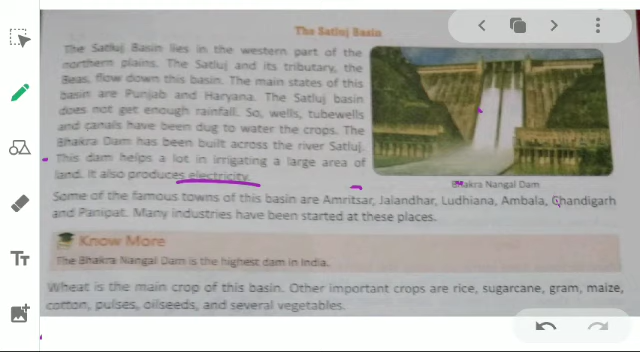 The Satluj Basin
The Satluj Basin lies in the western part of the
northern plains. The Satluj and its tributary, the
Beas, flow down this basin. The main states of this
basin are Punjab and Haryana. The Satluj basin
does not get enough rainfall. So, wells, tubewells
and canals have been dug to water the crops. The
Bhakra Dam has been built across the river Satluj.
This dam helps a lot in irrigating a large area of
land. It also produces electricity.
Bhakra Nangal Dam
Some of the famous towns of this basin are Amritsar, Jalandhar, Ludhiana, Ambala, Chandigarh
and Panipat. Many industries have been started at these places.
Know More
The Bhakra Nangal Dam is the highest dam in India.
Wheat is the main crop of this basin. Other important crops are rice, sugarcane, gram, maize,
cotton, pulses, oilseeds, and several vegetables.
TT